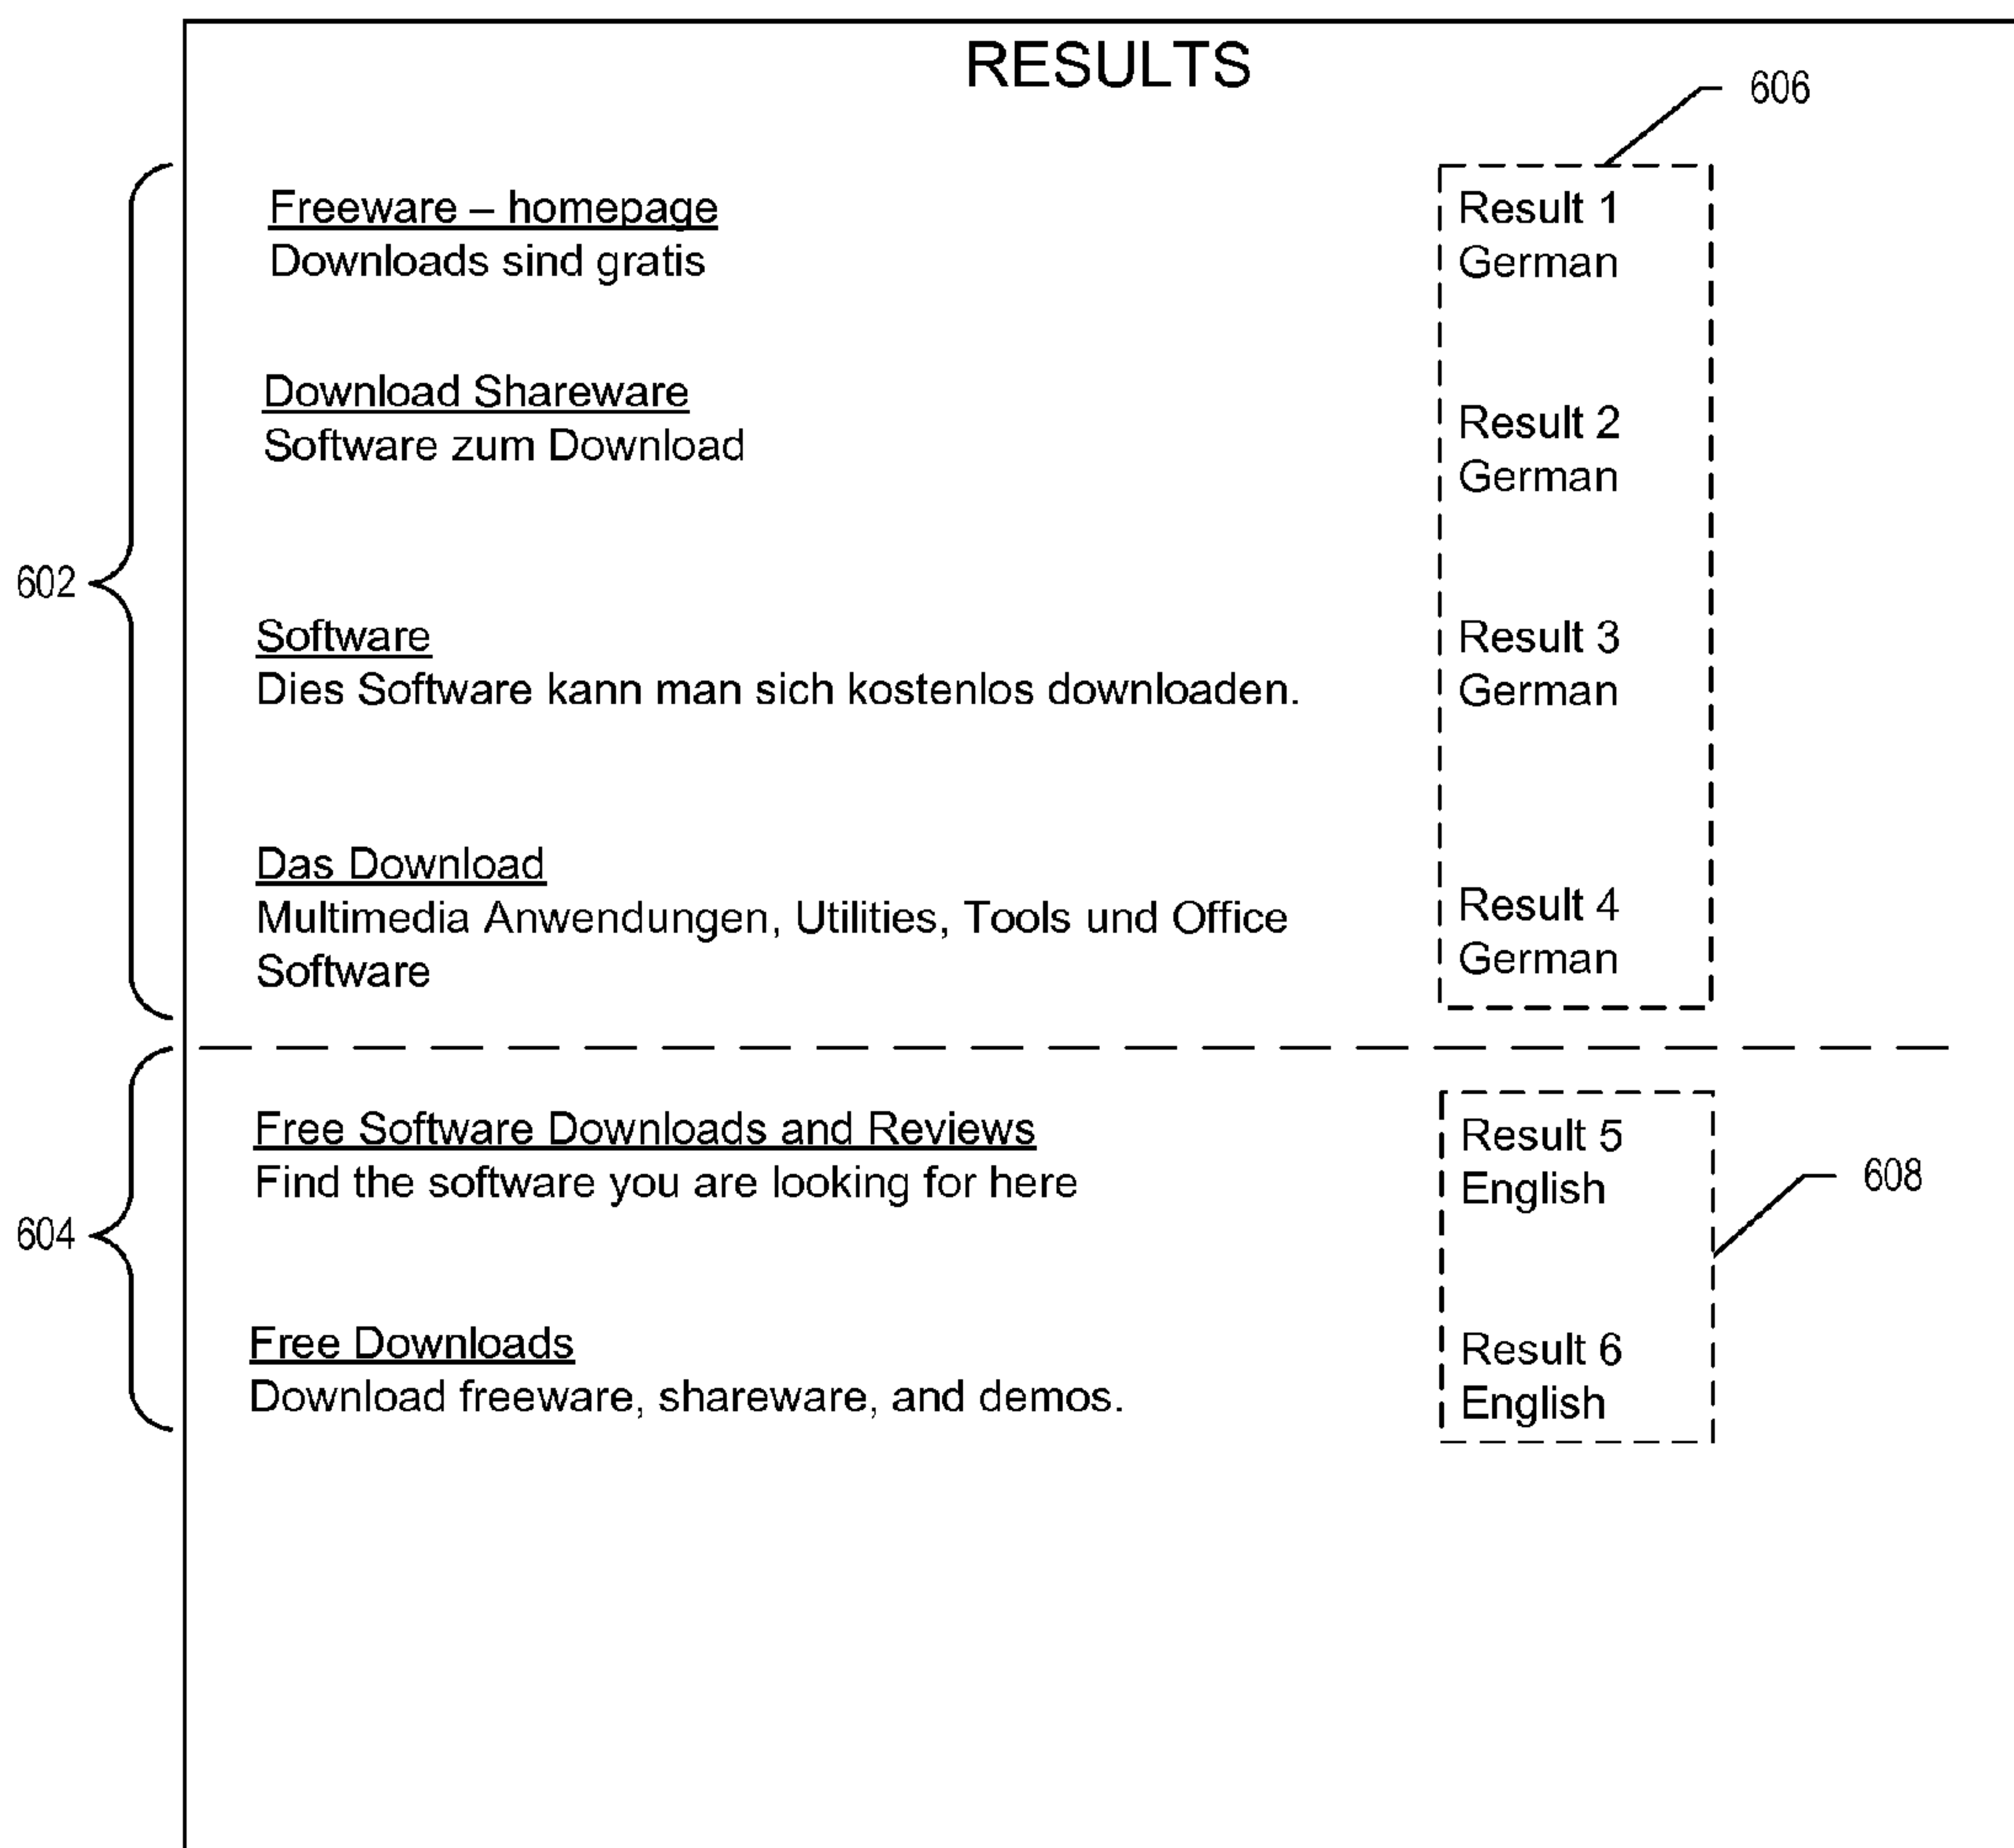 RESULTS
606
Freeware – homepage
Downloads sind gratis
Result 1
German
Download Shareware
Software zum Download
Result 2
German
602
Software
Dies Software kann man sich kostenlos downloaden.
Result 3
German
Das Download
Multimedia Anwendungen, Utilities, Tools und Office
Software
Result 4
German
Free Software Downloads and Reviews
Find the software you are looking for here
Result 5
English
608
604
Free Downloads
Download freeware, shareware, and demos.
Result 6
English